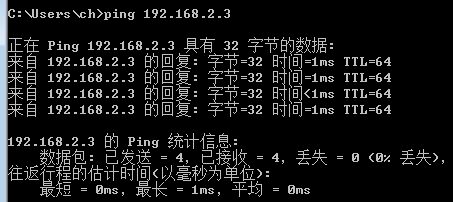 C:\Users\ch>ping 192.168.2.3
正在 Ping 192.168.2.3 具有 32 字节的数据:
来自 192.168.2.3 的回复: 字节=32 时间=1ms TTL=64
来自 192.168.2.3 的回复: 字节=32 时间=1ms TTL=64
来自 192.168.2.3 的回复: 字节=32 时间<1ms TTL=64
来自 192.168.2.3 的回复: 字节=32 时间=1ms TTL=64
192.168.2.3 的 Ping 统计信息:
数据包: 已发送 = 4，已接收 = 4，丢失 = 0 (0% 丢失)，
往返行程的估计时间(以毫秒为单位):
最短 = 0ms，最长 = 1ms，平均 = 0ms